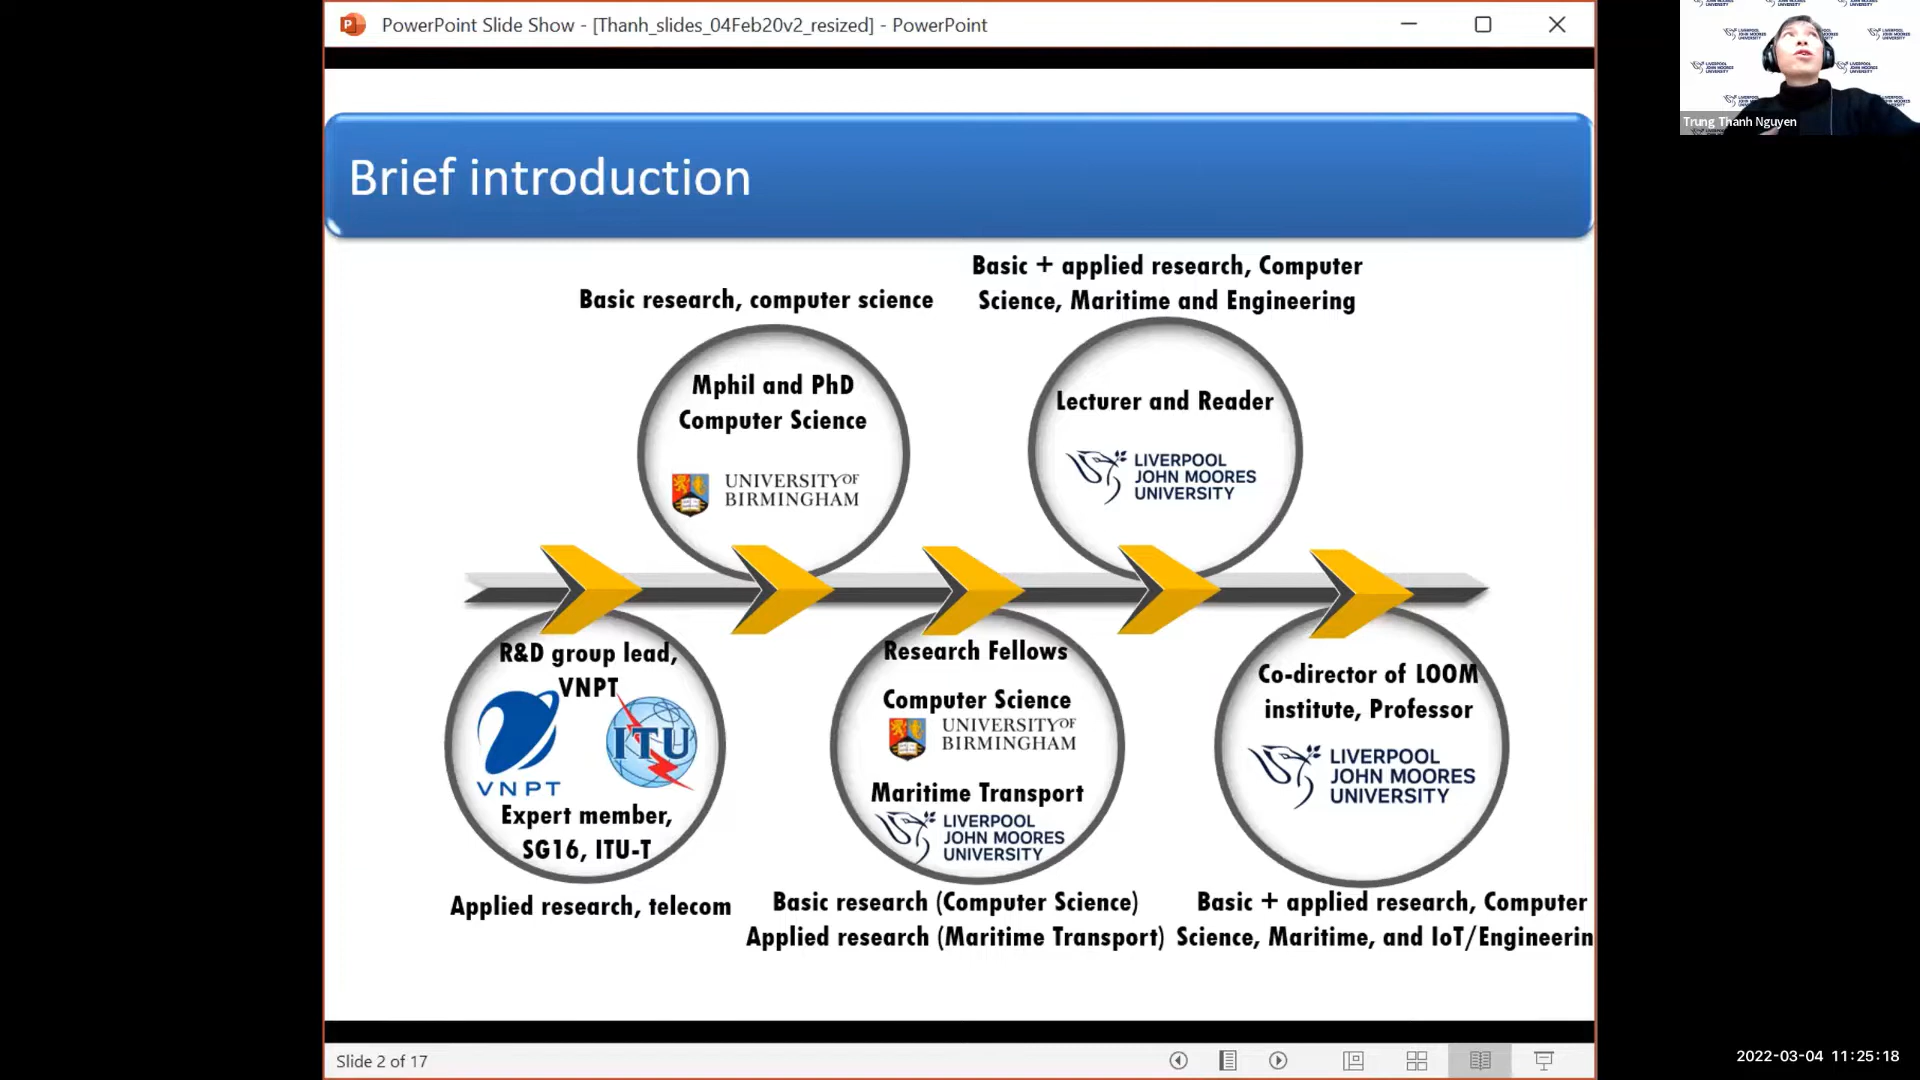 PowerPoint Slide Show - [Thanh_slides_04Feb20v2_resized] - PowerPoint
Trung Thanh Nguyen
Brief introduction
Basic research, computer science
Basic + applied research, Computer
Science, Maritime and Engineering
Mphil and PhD
Computer Science
UNIVERSITY OF
BIRMINGHAM
Lecturer and Reader
LIVERPOOL
JOHN MOORES
UNIVERSITY
R&D group lead,
VNPT
VNPT
ITU
Expert member,
SG16, ITU-T
Applied research, telecom
Research Fellows
Computer Science
UNIVERSITY OF
BIRMINGHAM
Maritime Transport
LIVERPOOL
JOHN MOORES
UNIVERSITY
Basic research (Computer Science)
Applied research (Maritime Transport)
Co-director of LOOM
institute, Professor
LIVERPOOL
JOHN MOORES
UNIVERSITY
Basic + applied research, Computer
Science, Maritime, and IoT/Engineerin
Slide 2 of 17
2022-03-04 11:25:18